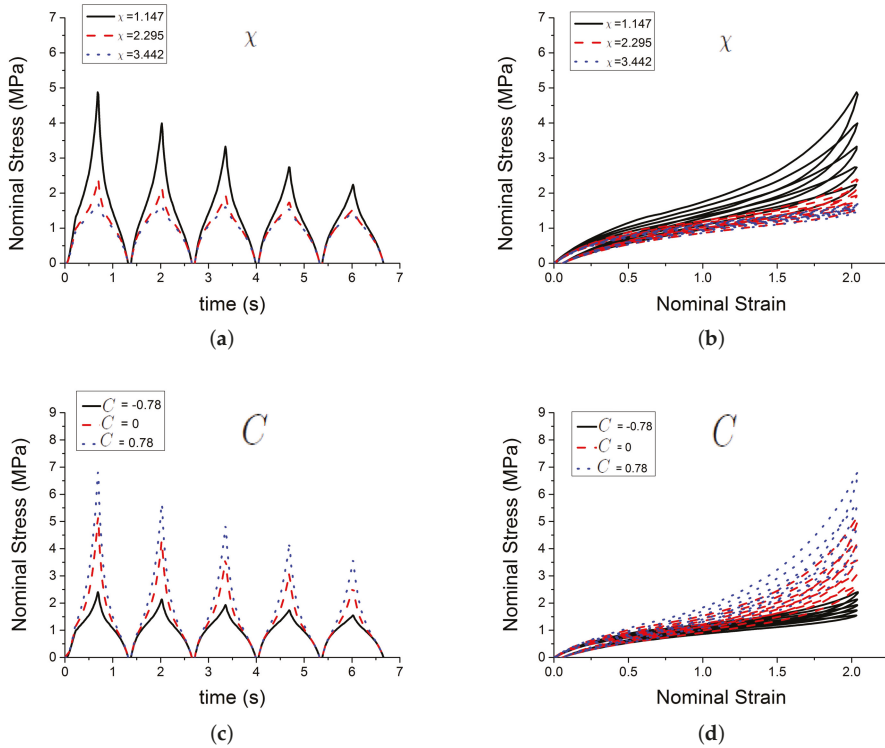 χ=1.147
χ=2.295
χ=3.442
χ
Nominal Stress (MPa)
7
6
5
4
3
2
1
0
0 1 2 3 4 5 6 7
time (s)
(a)
χ=1.147
χ=2.295
χ=3.442
χ
Nominal Stress (MPa)
7
6
5
4
3
2
1
0
0.0 0.5 1.0 1.5 2.0
Nominal Strain
(b)
C = -0.78
C = 0
C = 0.78
C
Nominal Stress (MPa)
9
8
7
6
5
4
3
2
1
0
0 1 2 3 4 5 6 7
time (s)
(c)
C = -0.78
C = 0
C = 0.78
C
Nominal Stress (MPa)
9
8
7
6
5
4
3
2
1
0
0.0 0.5 1.0 1.5 2.0
Nominal Strain
(d)